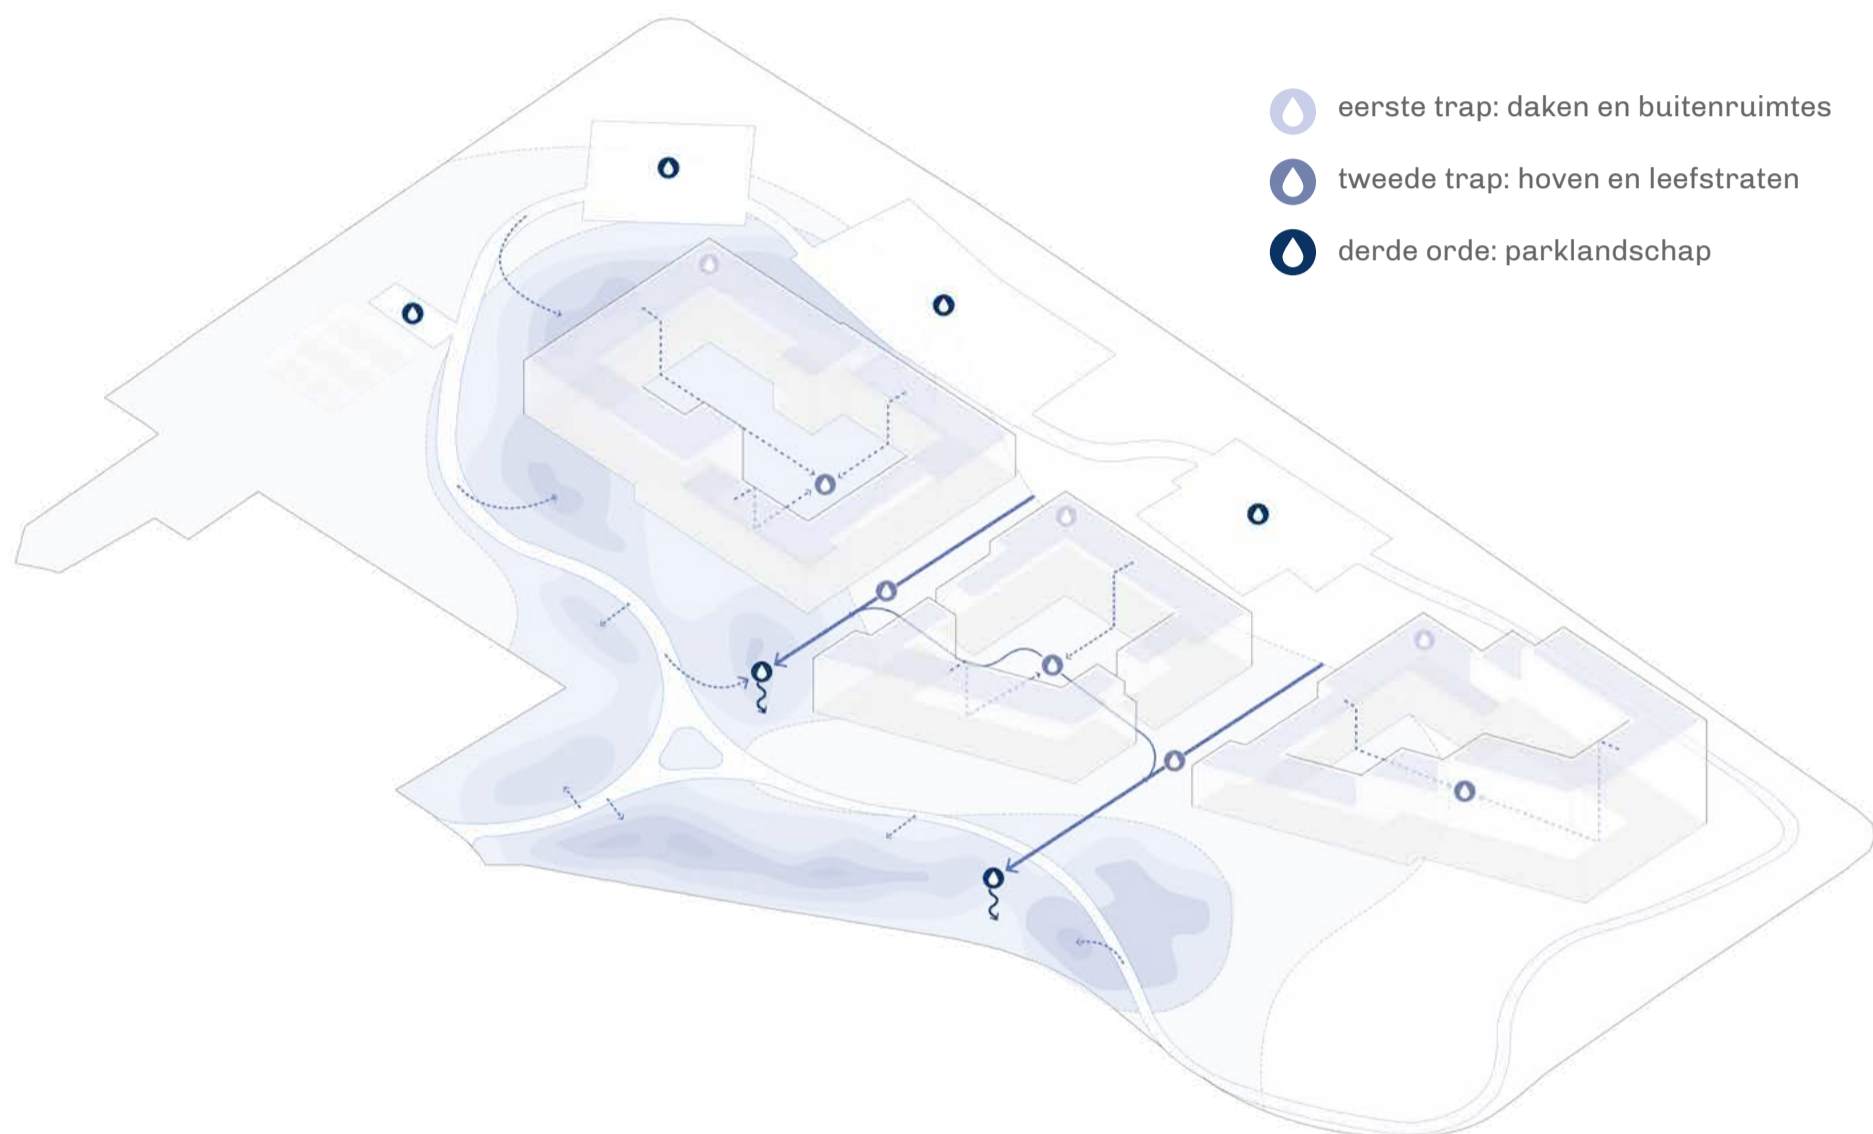 eerste trap: daken en buitenruimtes
tweede trap: hoven en leefstraten
derde orde: parklandschap